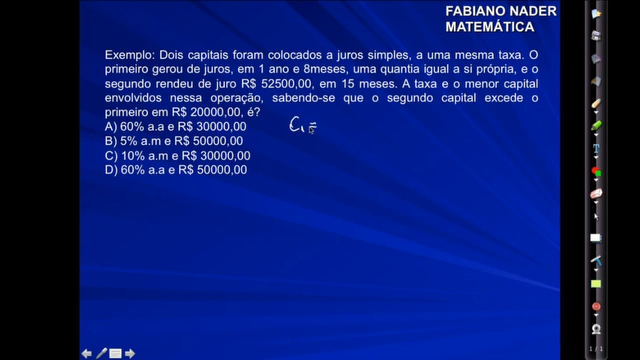 FABIANO NADER
MATEMÁTICA
Exemplo: Dois capitais foram colocados a juros simples, a uma mesma taxa. O
primeiro gerou de juros, em 1 ano e 8meses, uma quantia igual a si própria, e o
segundo rendeu de juro R$ 52500,00, em 15 meses. A taxa e o menor capital
envolvidos nessa operação, sabendo-se que o segundo capital excede o
primeiro em R$ 20000,00, é?
A) 60% a.a e R$ 30000,00
C₁ =
B) 5% a.m e R$ 50000,00
C) 10% a.m e R$ 30000,00
D) 60% a.a e R$ 50000,00
1 / 1